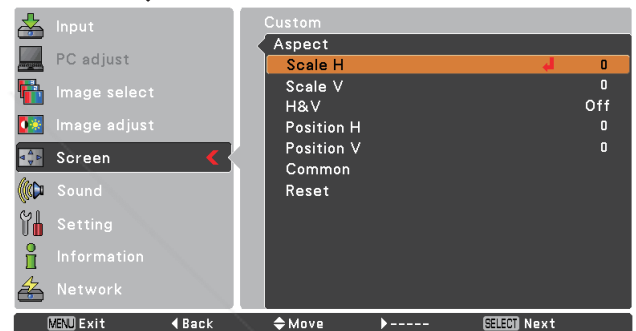 Input
PC adjust
Image select
Image adjust
Screen
Sound
Setting
Information
Network
Custom
Aspect
Scale H 0
Scale V 0
H&V Off
Position H 0
Position V 0
Common
Reset
MENU Exit Back Move ----- SELECT Next